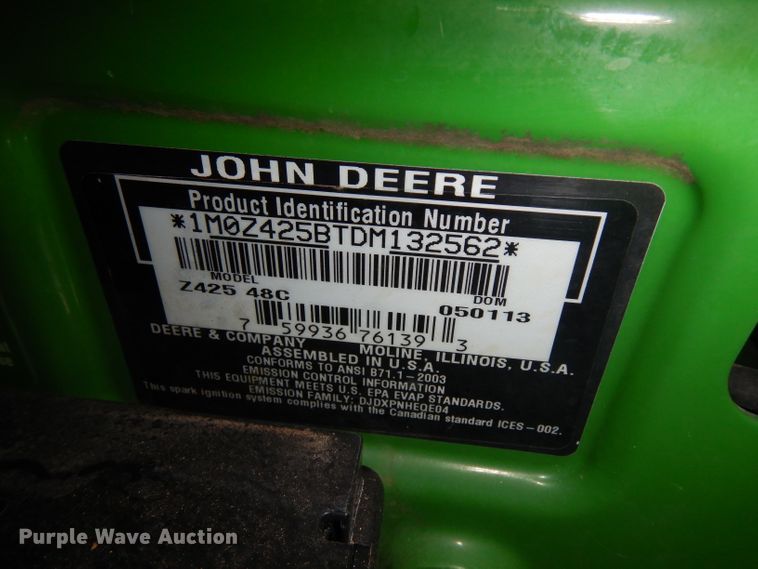 JOHN DEERE
Product Identification Number
*1M0Z425BTDM132562*
MODEL DOM
Z425 48C 050113
7 59936 76139 3
DEERE & COMPANY MOLINE, ILLINOIS, U.S.A.
ASSEMBLED IN U.S.A.
CONFORMS TO ANSI B71.1-2003
EMISSION CONTROL INFORMATION
THIS EQUIPMENT MEETS U.S. EPA EVAP STANDARDS.
EMISSION FAMILY: DJDXPNHEQE04
This spark ignition system complies with the Canadian standard ICES-002.
Purple Wave Auction